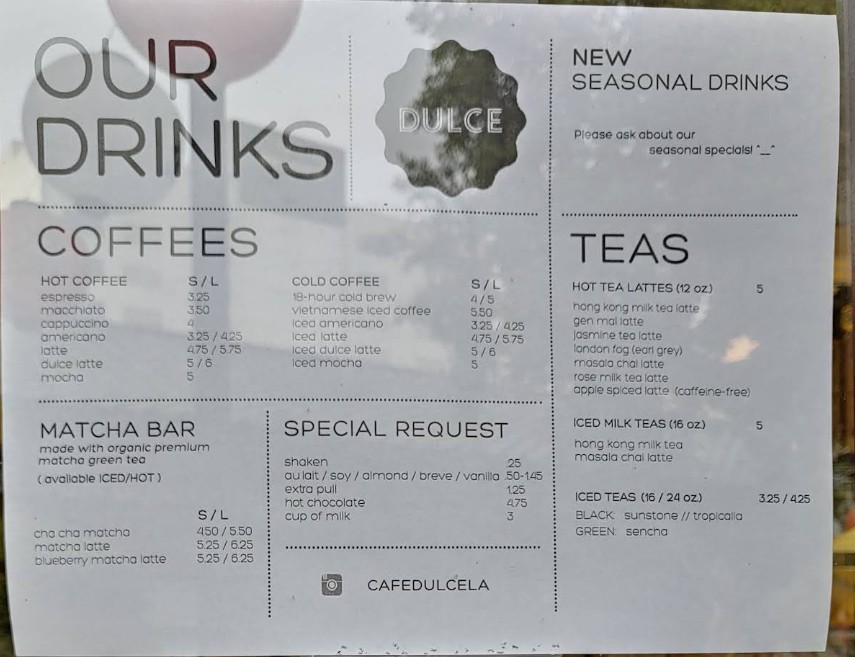 OUR
DRINKS
DULCE
NEW
SEASONAL DRINKS
Please ask about our
seasonal specials! ^_^
COFFEES
HOT COFFEE S / L
espresso 3.25
macchiato 3.50
cappuccino 4
americano 3.25 / 4.25
latte 4.75 / 5.75
dulce latte 5 / 6
mocha 5
COLD COFFEE S / L
18-hour cold brew 4 / 5
vietnamese iced coffee 5.50
iced americano 3.25 / 4.25
iced latte 4.75 / 5.75
iced dulce latte 5 / 6
iced mocha 5
TEAS
HOT TEA LATTES (12 oz.) 5
hong kong milk tea latte
gen mai latte
jasmine tea latte
london fog (earl grey)
masala chai latte
rose milk tea latte
apple spiced latte (caffeine-free)
ICED MILK TEAS (16 oz.) 5
hong kong milk tea
masala chai latte
ICED TEAS (16 / 24 oz.) 3.25 / 4.25
BLACK: sunstone // tropicalia
GREEN: sencha
MATCHA BAR
made with organic premium
matcha green tea
( available ICED/HOT )
S / L
cha cha matcha 4.50 / 5.50
matcha latte 5.25 / 6.25
blueberry matcha latte 5.25 / 6.25
SPECIAL REQUEST
shaken .25
au lait / soy / almond / breve / vanilla .50-1.45
extra pull 1.25
hot chocolate 4.75
cup of milk 3
CAFEDULCELA